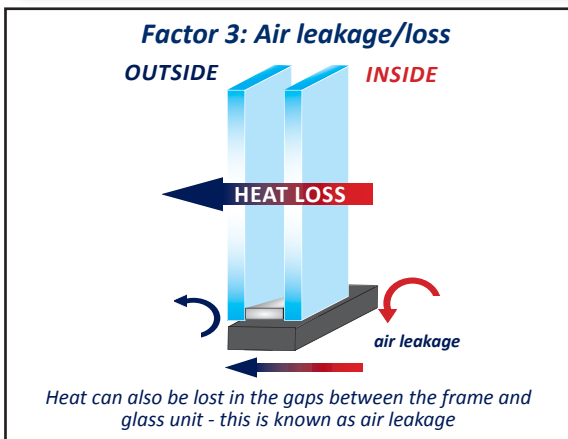 Factor 3: Air leakage/loss
OUTSIDE
INSIDE
HEAT LOSS
air leakage
Heat can also be lost in the gaps between the frame and
glass unit - this is known as air leakage